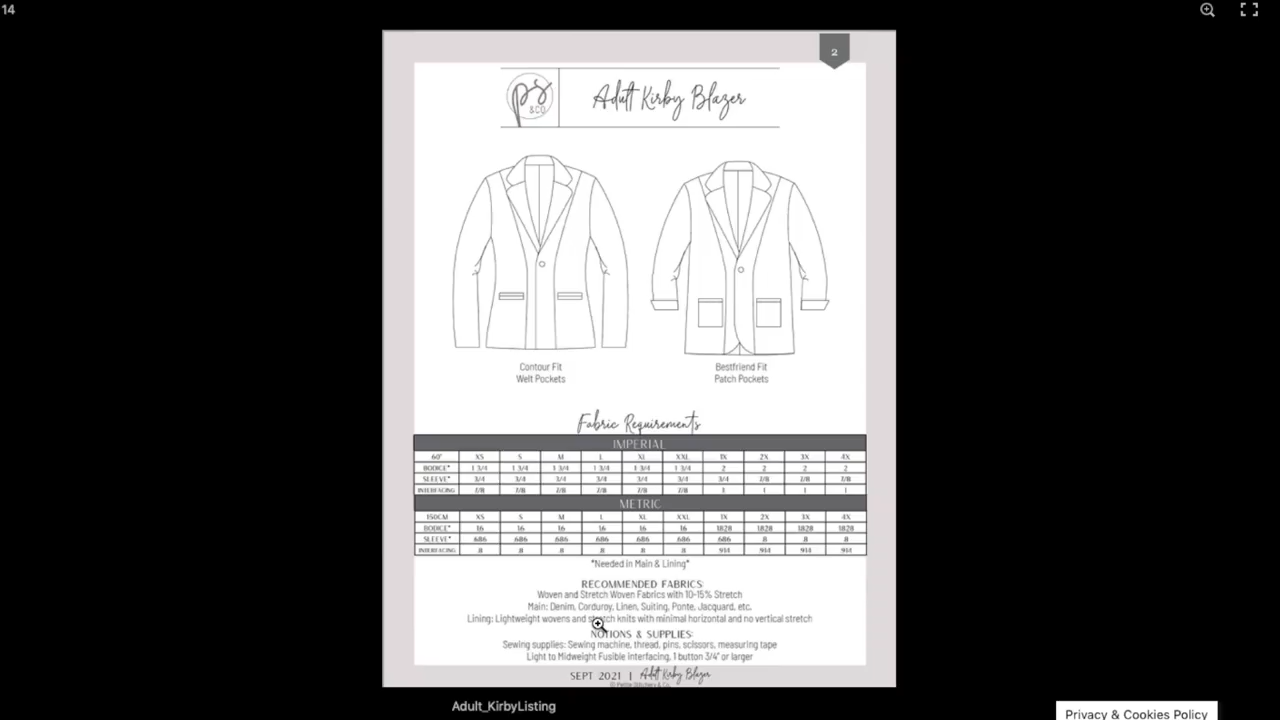 14
2
PS
&CO.
Adult Kirby Blazer
Contour Fit
Welt Pockets
Bestfriend Fit
Patch Pockets
Fabric Requirements
IMPERIAL
60" XS S M L XL XXL 1X 2X 3X 4X
BODICE* 1 3/4 1 3/4 1 3/4 1 3/4 1 3/4 1 3/4 2 2 2 2
SLEEVE* 3/4 3/4 3/4 3/4 3/4 3/4 3/4 7/8 7/8 7/8
INTERFACING 7/8 7/8 7/8 7/8 7/8 7/8 1 1 1 1
METRIC
150CM XS S M L XL XXL 1X 2X 3X 4X
BODICE* 1.6 1.6 1.6 1.6 1.6 1.6 1.828 1.828 1.828 1.828
SLEEVE* .686 .686 .686 .686 .686 .686 .686 .8 .8 .8
INTERFACING .8 .8 .8 .8 .8 .8 .914 .914 .914 .914
*Needed in Main & Lining*
RECOMMENDED FABRICS:
Woven and Stretch Woven Fabrics with 10-15% Stretch
Main: Denim, Corduroy, Linen, Suiting, Ponte, Jacquard, etc.
Lining: Lightweight wovens and stretch knits with minimal horizontal and no vertical stretch
NOTIONS & SUPPLIES:
Sewing supplies: Sewing machine, thread, pins, scissors, measuring tape
Light to Midweight Fusible interfacing, 1 button 3/4" or larger
SEPT 2021 | Adult Kirby Blazer
© Petite Stitchery & Co.
Adult_KirbyListing
Privacy & Cookies Policy